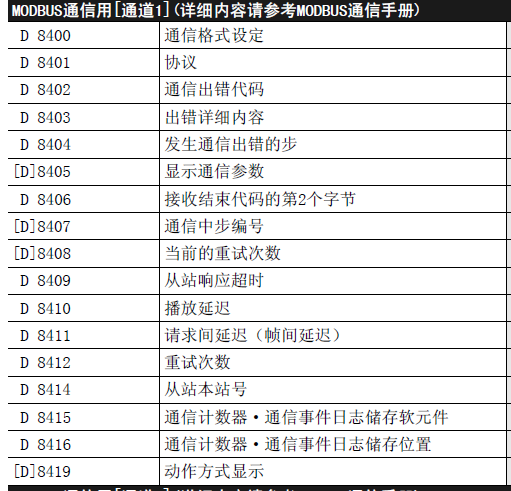 MODBUS通信用[通道1](详细内容请参考MODBUS通信手册)
D 8400 通信格式设定
D 8401 协议
D 8402 通信出错代码
D 8403 出错详细内容
D 8404 发生通信出错的步
[D]8405 显示通信参数
D 8406 接收结束代码的第2个字节
[D]8407 通信中步编号
[D]8408 当前的重试次数
D 8409 从站响应超时
D 8410 播放延迟
D 8411 请求间延迟（帧间延迟）
D 8412 重试次数
D 8414 从站本站号
D 8415 通信计数器·通信事件日志储存软元件
D 8416 通信计数器·通信事件日志储存位置
[D]8419 动作方式显示